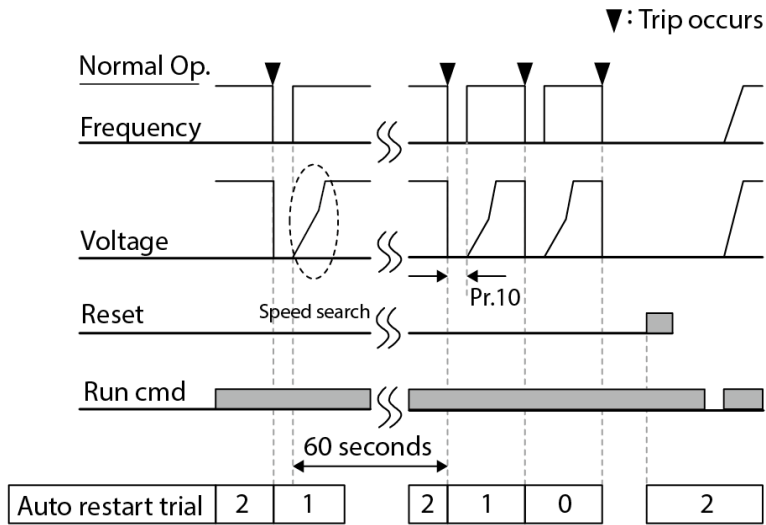 ▼: Trip occurs
Normal Op.
Frequency
Voltage
Pr.10
Reset
Speed search
Run cmd
60 seconds
Auto restart trial 2 1 2 1 0 2